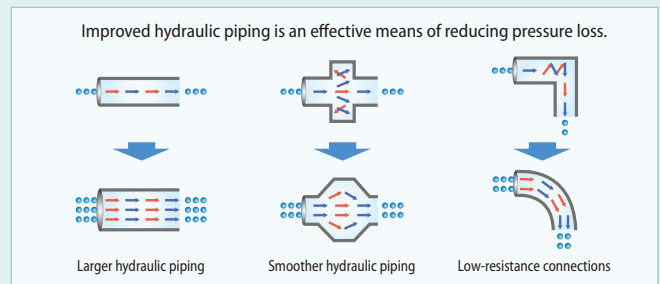 Improved hydraulic piping is an effective means of reducing pressure loss.
Larger hydraulic piping
Smoother hydraulic piping
Low-resistance connections